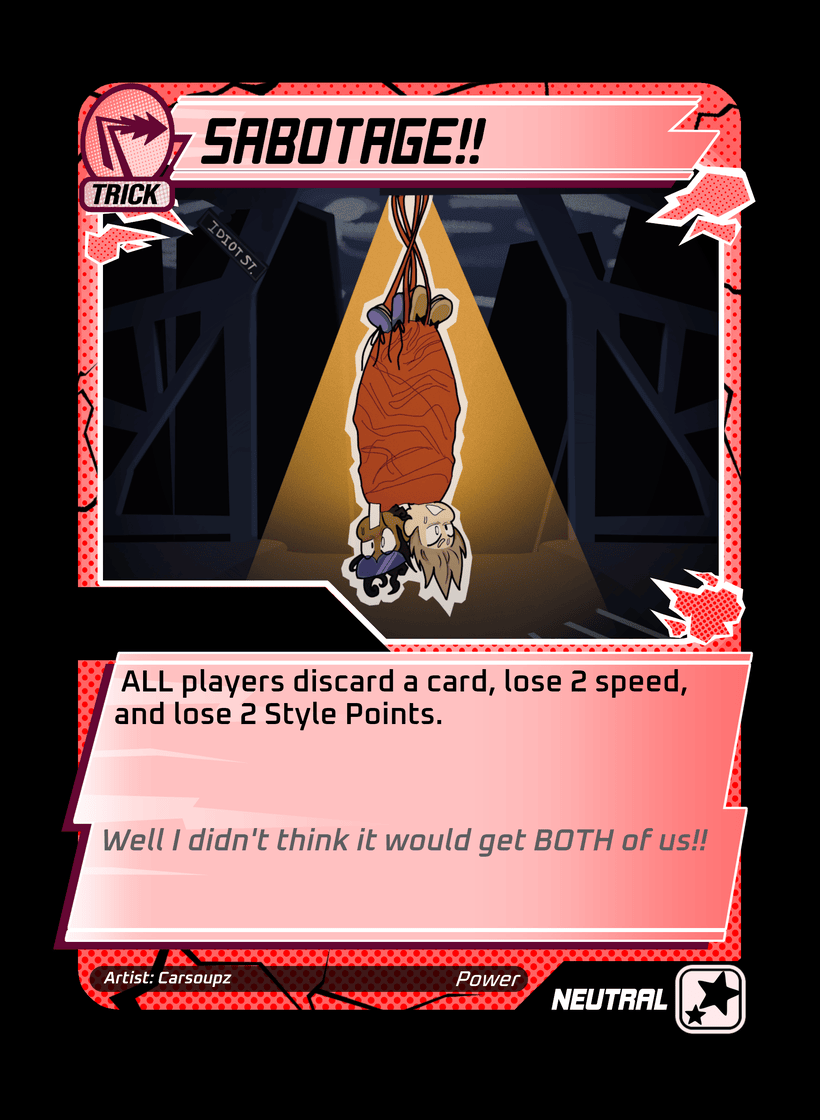 SABOTAGE!!
TRICK
IDIOT ST.
ALL players discard a card, lose 2 speed,
and lose 2 Style Points.
Well I didn't think it would get BOTH of us!!
Artist: Carsoupz
Power
NEUTRAL